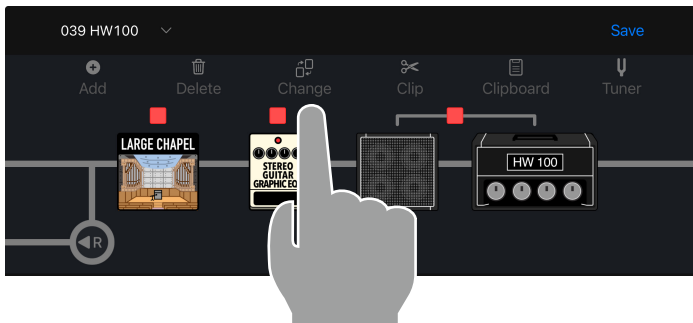 039 HW100
Save
Add
Delete
Change
Clip
Clipboard
Tuner
LARGE CHAPEL
STEREO
GUITAR
GRAPHIC EQ
HW 100
R